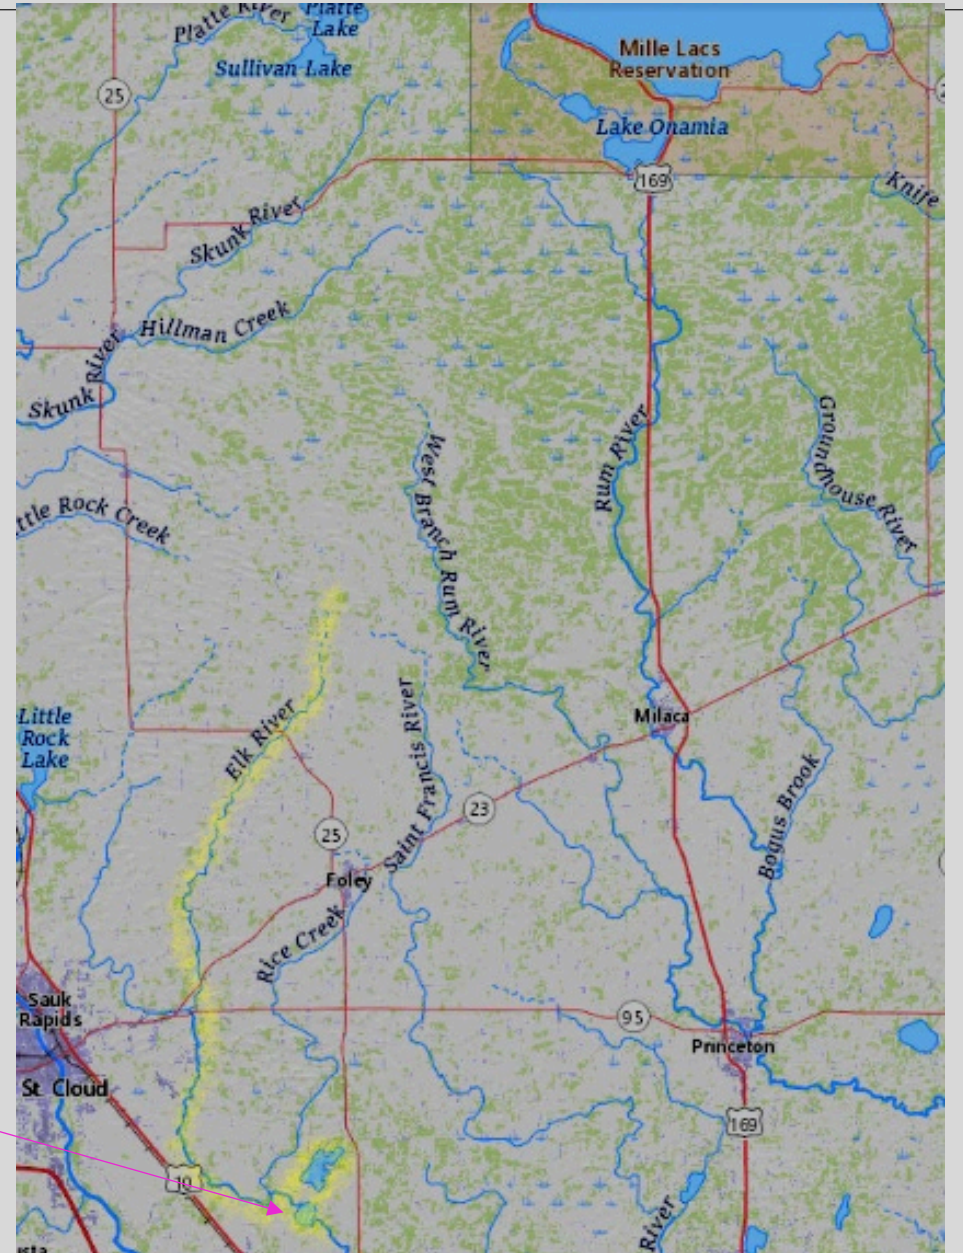 Platte River
Platte
Lake
Sullivan Lake
Mille Lacs
Reservation
25
Lake Onamia
169
Knife
Skunk River
Hillman Creek
Skunk River
West Branch Rum River
Rum River
Groundhouse River
ttle Rock Creek
Little
Rock
Lake
Elk River
Saint Francis River
Milaca
23
25
Bogus Brook
Foley
Rice Creek
Sauk
Rapids
95
Princeton
St. Cloud
169
10
River
usta